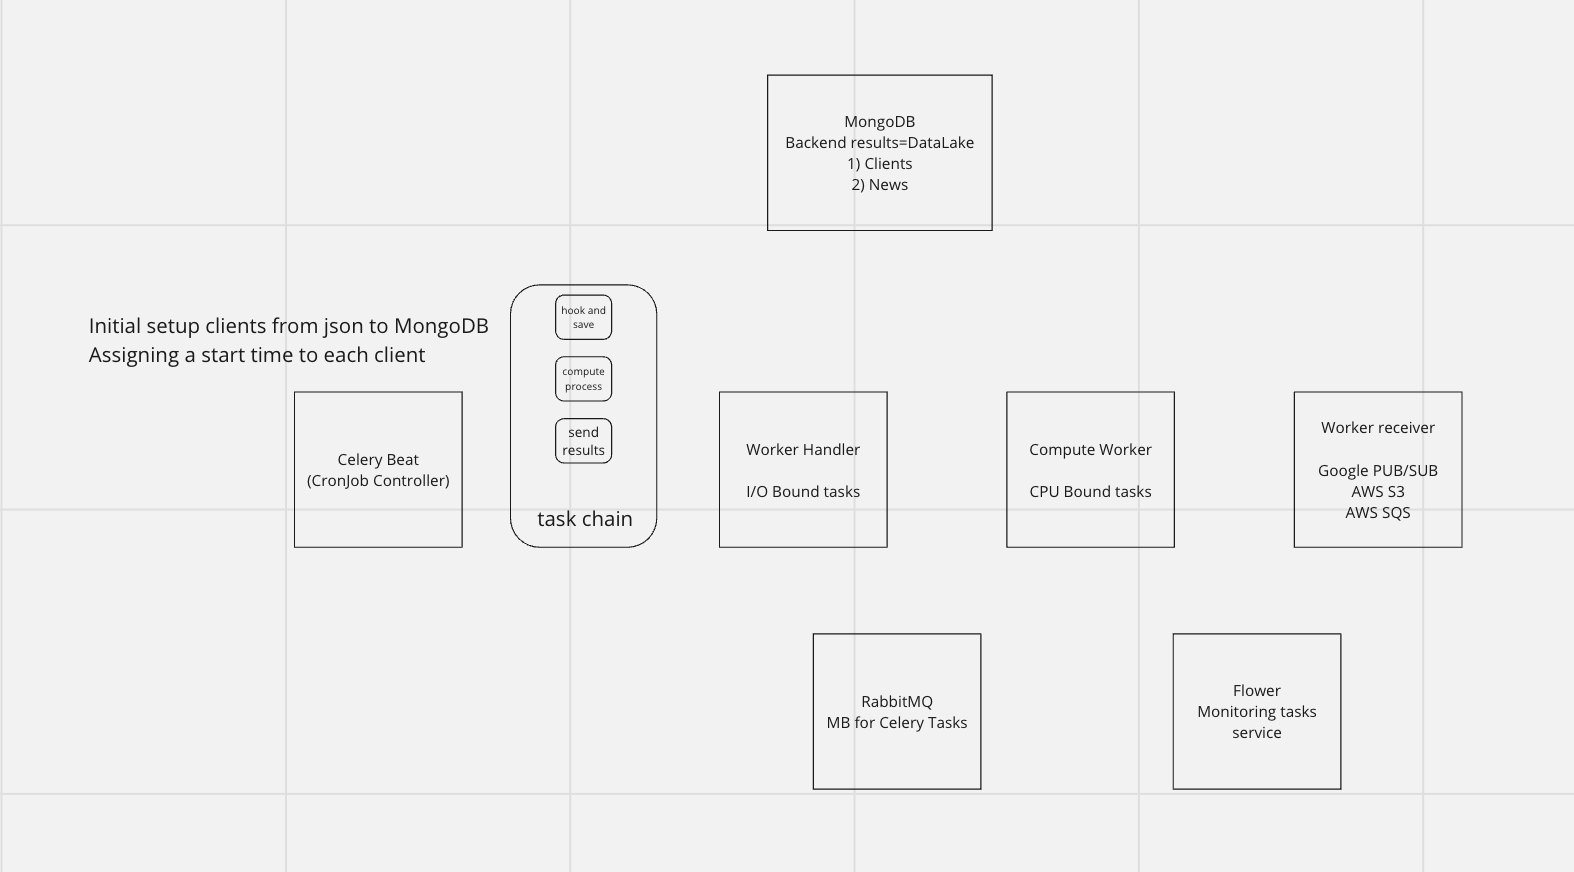 MongoDB
Backend results=DataLake
1) Clients
2) News
Initial setup clients from json to MongoDB
Assigning a start time to each client
Celery Beat
(CronJob Controller)
hook and
save
compute
process
send
results
task chain
Worker Handler
I/O Bound tasks
Compute Worker
CPU Bound tasks
Worker receiver
Google PUB/SUB
AWS S3
AWS SQS
RabbitMQ
MB for Celery Tasks
Flower
Monitoring tasks
service